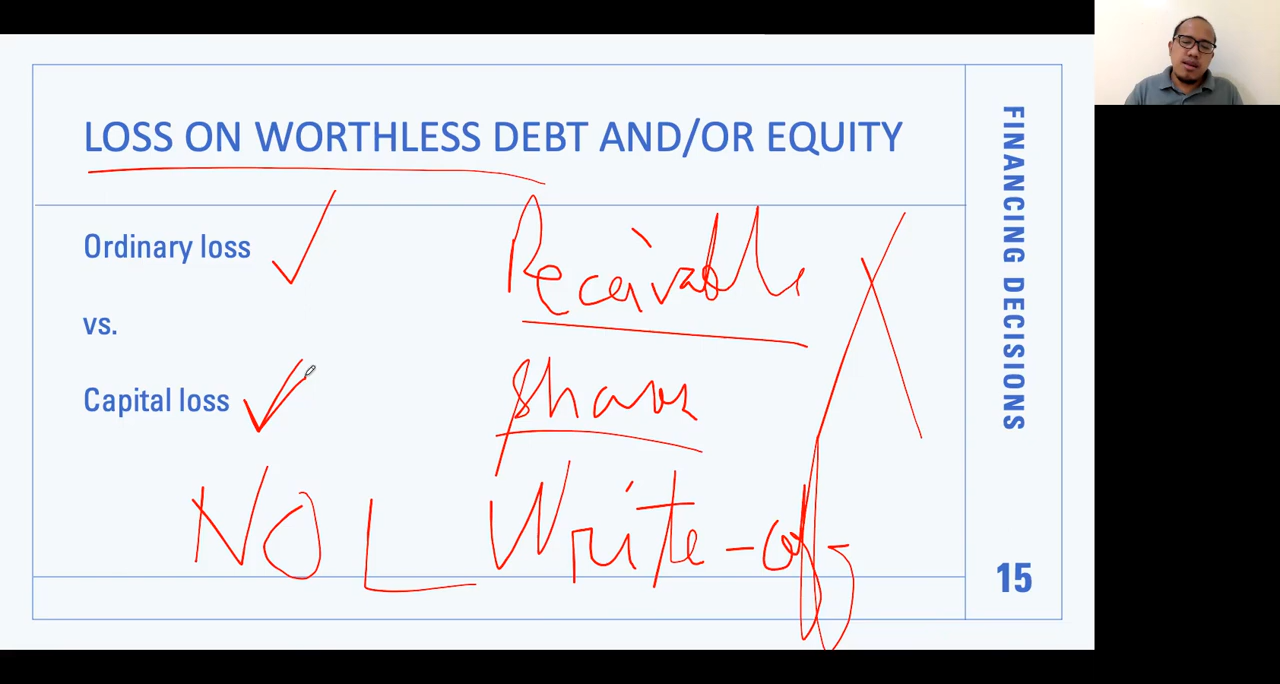 LOSS ON WORTHLESS DEBT AND/OR EQUITY
Ordinary loss
Receivable
vs.
Capital loss
Shares
NOL
Write-off
FINANCING DECISIONS
15